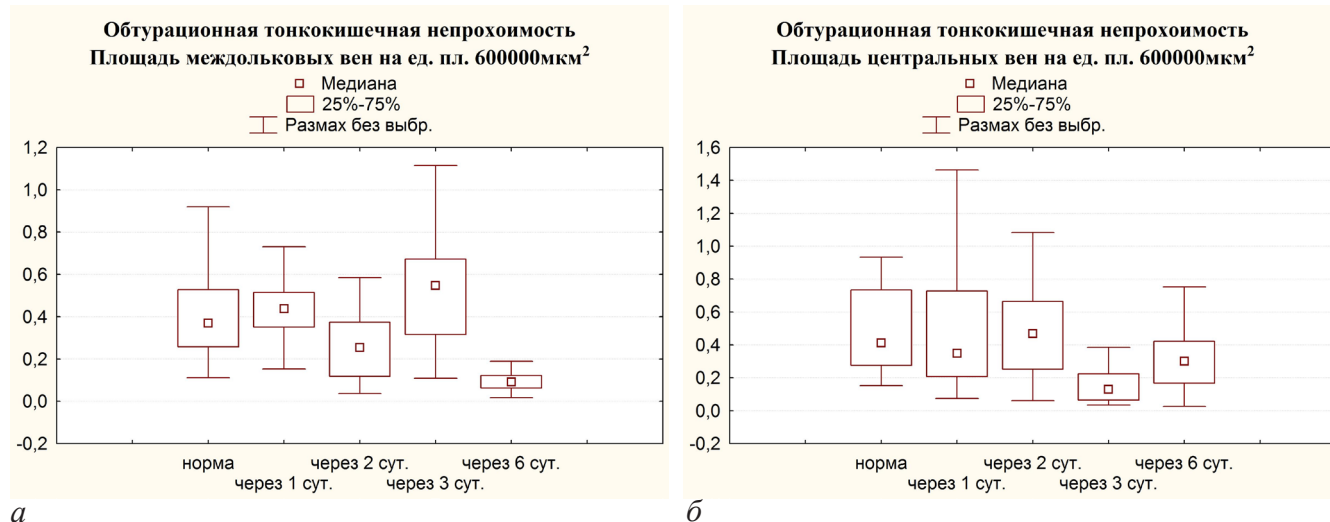 Обтурационная тонкокишечная непрохоимость
Площадь междольковых вен на ед. пл. 600000мкм²
Медиана
25%-75%
Размах без выбр.
1,2
1,0
0,8
0,6
0,4
0,2
0,0
-0,2
норма
через 2 сут.
через 6 сут.
через 1 сут.
через 3 сут.
а
Обтурационная тонкокишечная непрохоимость
Площадь центральных вен на ед. пл. 600000мкм²
Медиана
25%-75%
Размах без выбр.
1,6
1,4
1,2
1,0
0,8
0,6
0,4
0,2
0,0
-0,2
норма
через 2 сут.
через 6 сут.
через 1 сут.
через 3 сут.
б